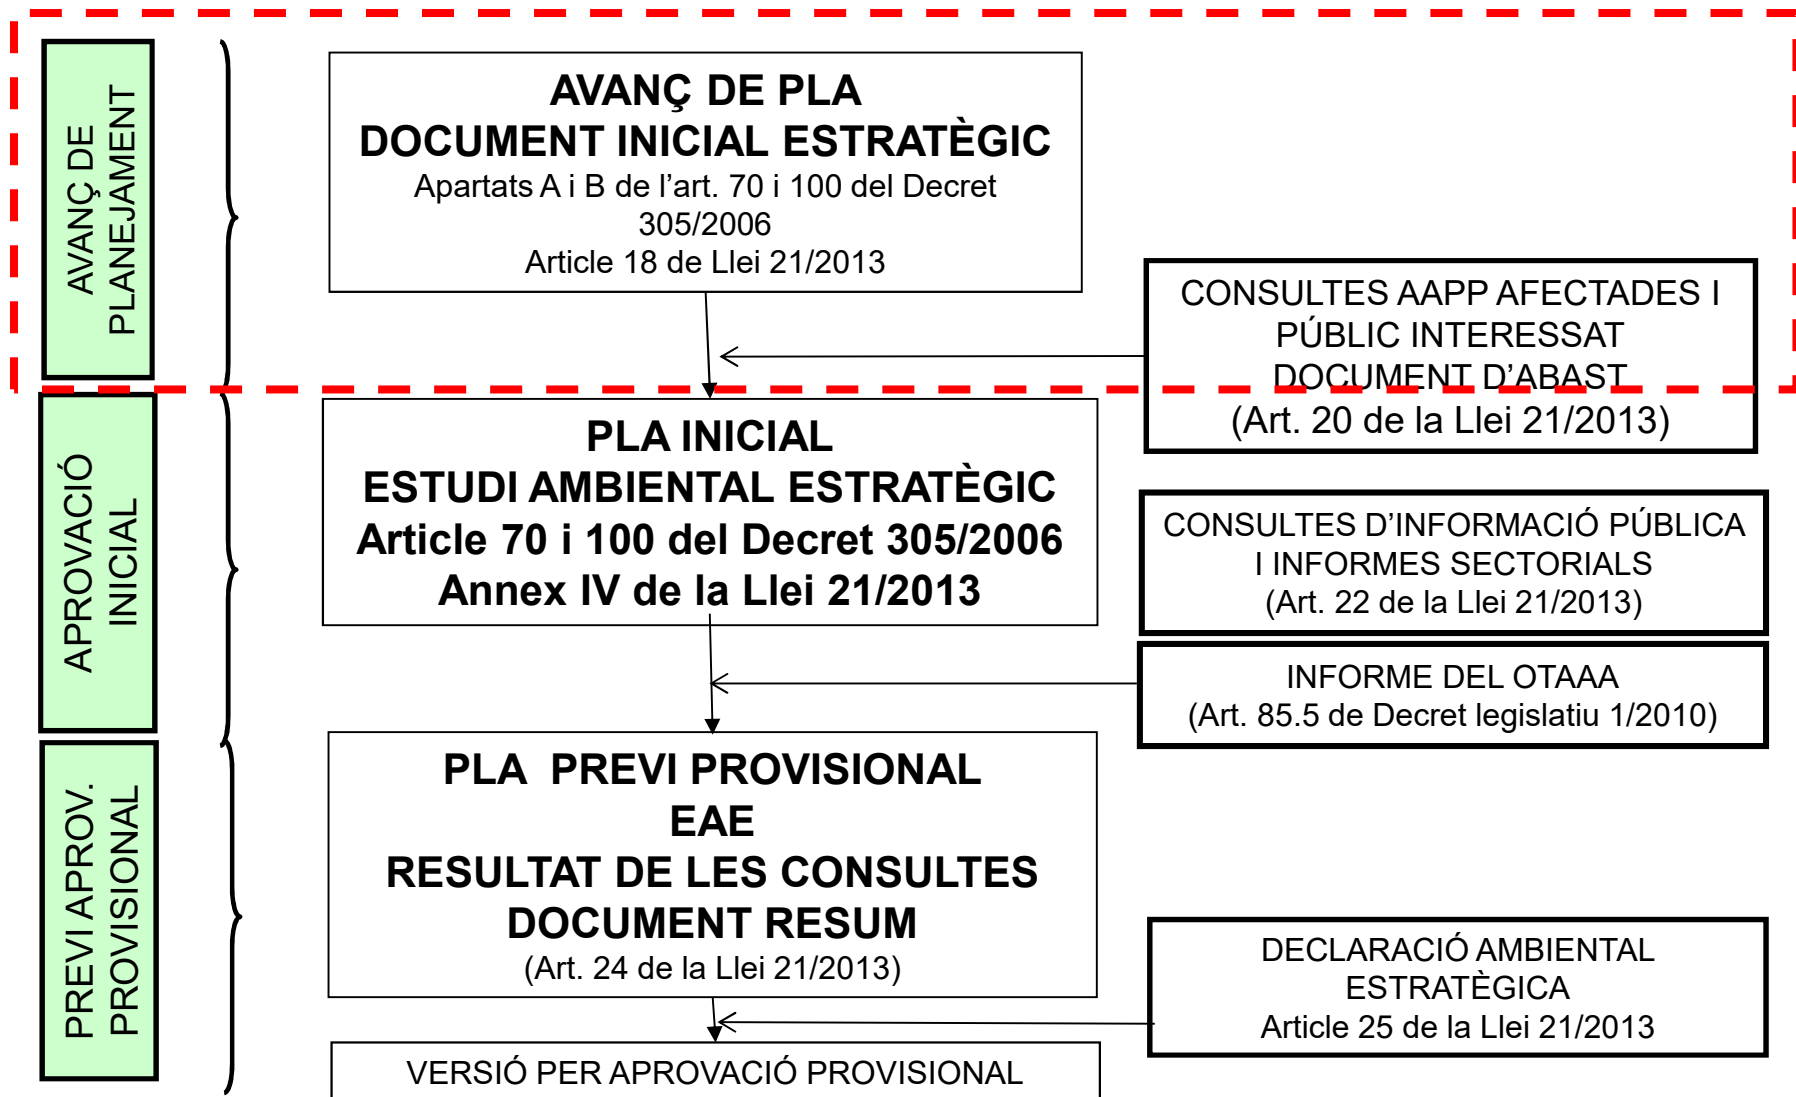 AVANÇ DE
PLANEJAMENT
AVANÇ DE PLA
DOCUMENT INICIAL ESTRATÈGIC
Apartats A i B de l’art. 70 i 100 del Decret
305/2006
Article 18 de Llei 21/2013
CONSULTES AAPP AFECTADES I
PÚBLIC INTERESSAT
DOCUMENT D’ABAST
(Art. 20 de la Llei 21/2013)
APROVACIÓ
INICIAL
PLA INICIAL
ESTUDI AMBIENTAL ESTRATÈGIC
Article 70 i 100 del Decret 305/2006
Annex IV de la Llei 21/2013
CONSULTES D’INFORMACIÓ PÚBLICA
I INFORMES SECTORIALS
(Art. 22 de la Llei 21/2013)
INFORME DEL OTAAA
(Art. 85.5 de Decret legislatiu 1/2010)
PREVI APROV.
PROVISIONAL
PLA PREVI PROVISIONAL
EAE
RESULTAT DE LES CONSULTES
DOCUMENT RESUM
(Art. 24 de la Llei 21/2013)
DECLARACIÓ AMBIENTAL
ESTRATÈGICA
Article 25 de la Llei 21/2013
VERSIÓ PER APROVACIÓ PROVISIONAL